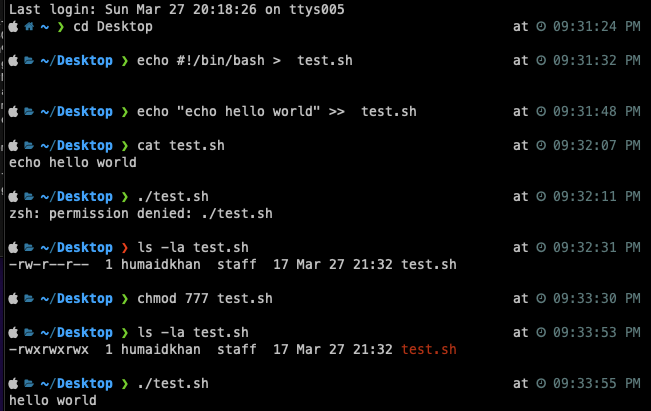 Last login: Sun Mar 27 20:18:26 on ttys005
~ ❯ cd Desktop at 09:31:24 PM
~/Desktop ❯ echo #!/bin/bash >  test.sh at 09:31:32 PM
~/Desktop ❯ echo "echo hello world" >>  test.sh at 09:31:48 PM
~/Desktop ❯ cat test.sh at 09:32:07 PM
echo hello world
~/Desktop ❯ ./test.sh at 09:32:11 PM
zsh: permission denied: ./test.sh
~/Desktop ❯ ls -la test.sh at 09:32:31 PM
-rw-r--r--  1 humaidkhan  staff  17 Mar 27 21:32 test.sh
~/Desktop ❯ chmod 777 test.sh at 09:33:30 PM
~/Desktop ❯ ls -la test.sh at 09:33:53 PM
-rwxrwxrwx  1 humaidkhan  staff  17 Mar 27 21:32 test.sh
~/Desktop ❯ ./test.sh at 09:33:55 PM
hello world